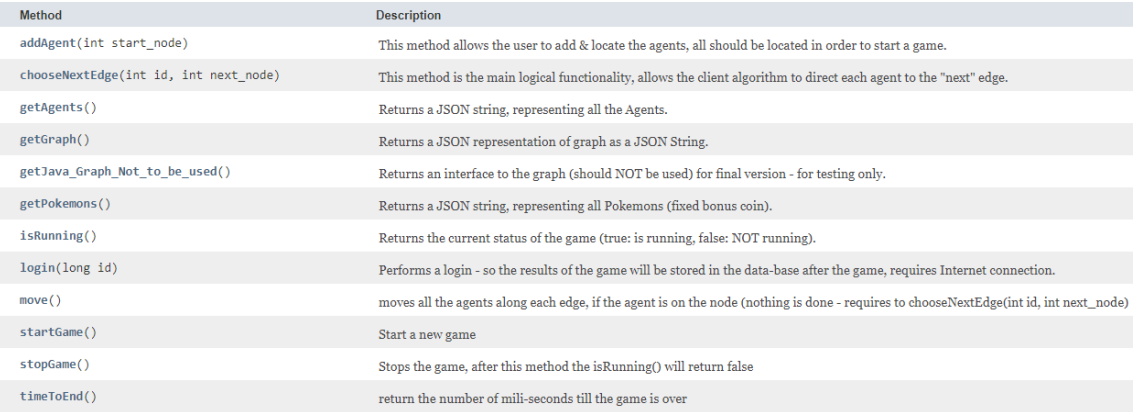 Method Description
addAgent(int start_node) This method allows the user to add & locate the agents, all should be located in order to start a game.
chooseNextEdge(int id, int next_node) This method is the main logical functionality, allows the client algorithm to direct each agent to the "next" edge.
getAgents() Returns a JSON string, representing all the Agents.
getGraph() Returns a JSON representation of graph as a JSON String.
getJava_Graph_Not_to_be_used() Returns an interface to the graph (should NOT be used) for final version - for testing only.
getPokemons() Returns a JSON string, representing all Pokemons (fixed bonus coin).
isRunning() Returns the current status of the game (true: is running, false: NOT running).
login(long id) Performs a login - so the results of the game will be stored in the data-base after the game, requires Internet connection.
move() moves all the agents along each edge, if the agent is on the node (nothing is done - requires to chooseNextEdge(int id, int next_node)
startGame() Start a new game
stopGame() Stops the game, after this method the isRunning() will return false
timeToEnd() return the number of mili-seconds till the game is over